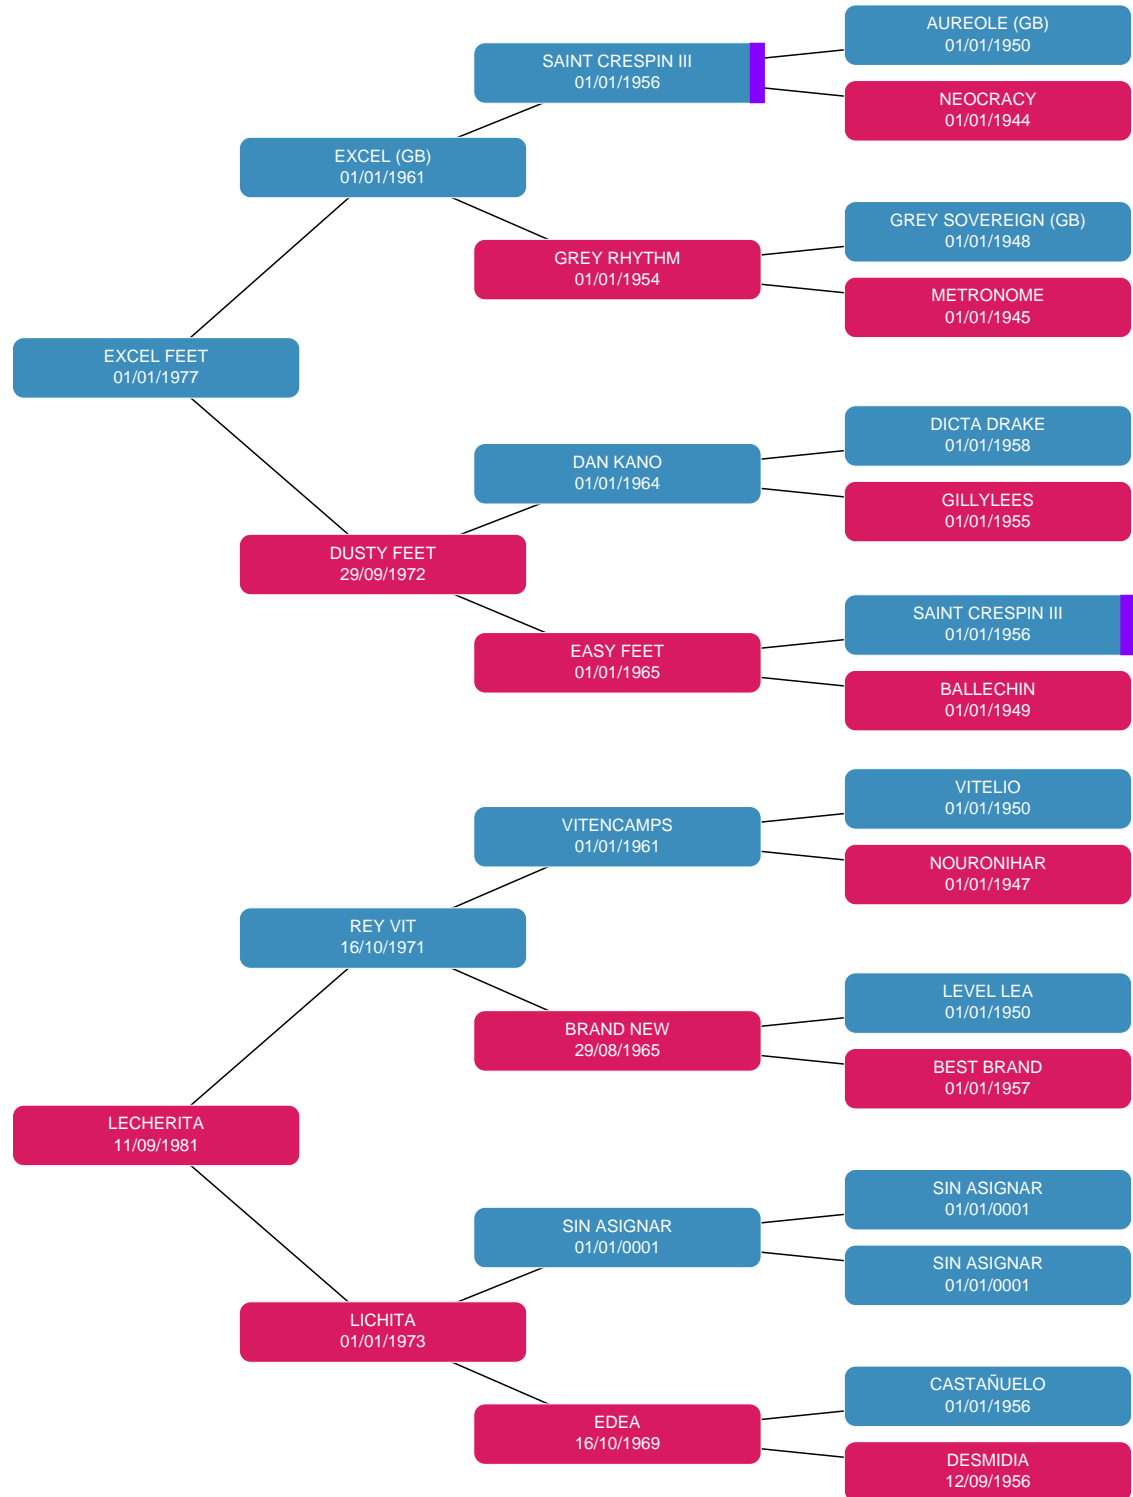 AUREOLE (GB)
01/01/1950
SAINT CRESPIN III
01/01/1956
NEOCRACY
01/01/1944
EXCEL (GB)
01/01/1961
GREY SOVEREIGN (GB)
01/01/1948
GREY RHYTHM
01/01/1954
METRONOME
01/01/1945
EXCEL FEET
01/01/1977
DICTA DRAKE
01/01/1958
DAN KANO
01/01/1964
GILLYLEES
01/01/1955
DUSTY FEET
29/09/1972
SAINT CRESPIN III
01/01/1956
EASY FEET
01/01/1965
BALLECHIN
01/01/1949
VITELIO
01/01/1950
VITENCAMPS
01/01/1961
NOURONIHAR
01/01/1947
REY VIT
16/10/1971
LEVEL LEA
01/01/1950
BRAND NEW
29/08/1965
BEST BRAND
01/01/1957
LECHERITA
11/09/1981
SIN ASIGNAR
01/01/0001
SIN ASIGNAR
01/01/0001
SIN ASIGNAR
01/01/0001
LICHITA
01/01/1973
CASTAÑUELO
01/01/1956
EDEA
16/10/1969
DESMIDIA
12/09/1956